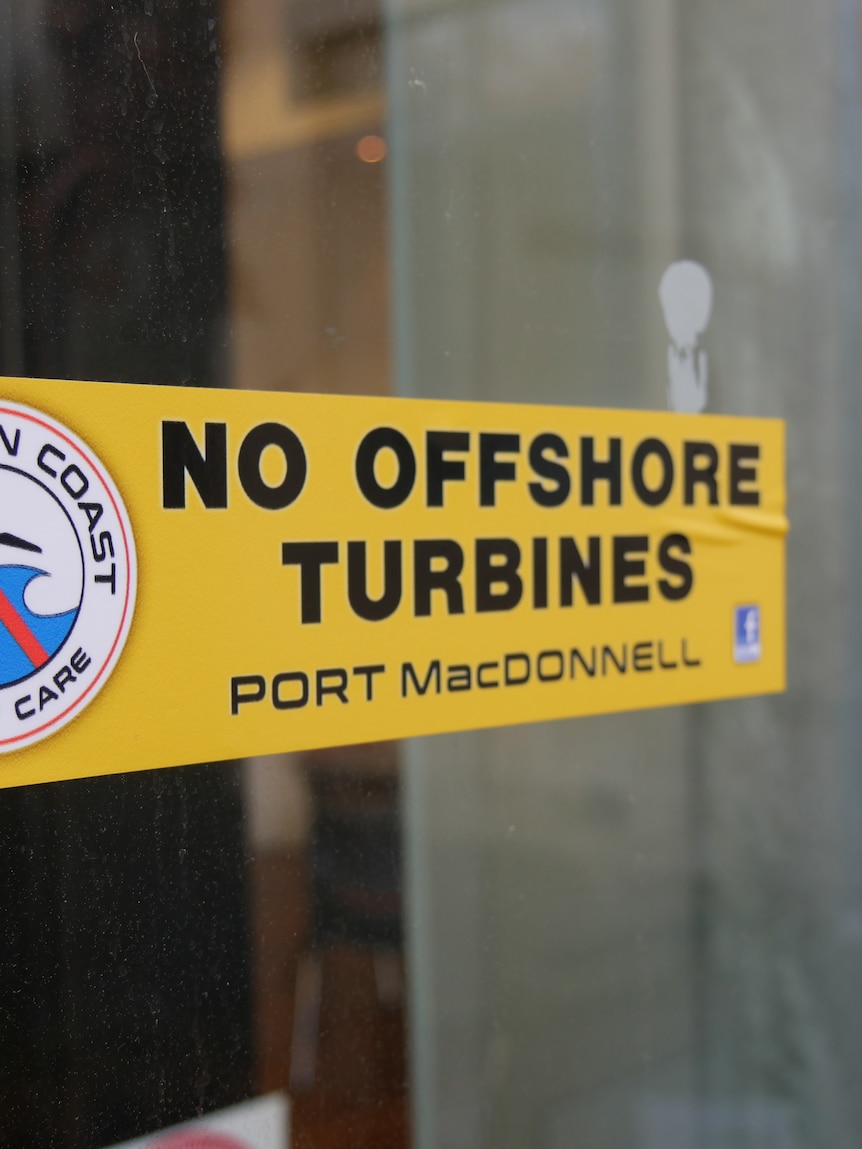 NO OFFSHORE
TURBINES
PORT MacDONNELL
COAST
CARE
f